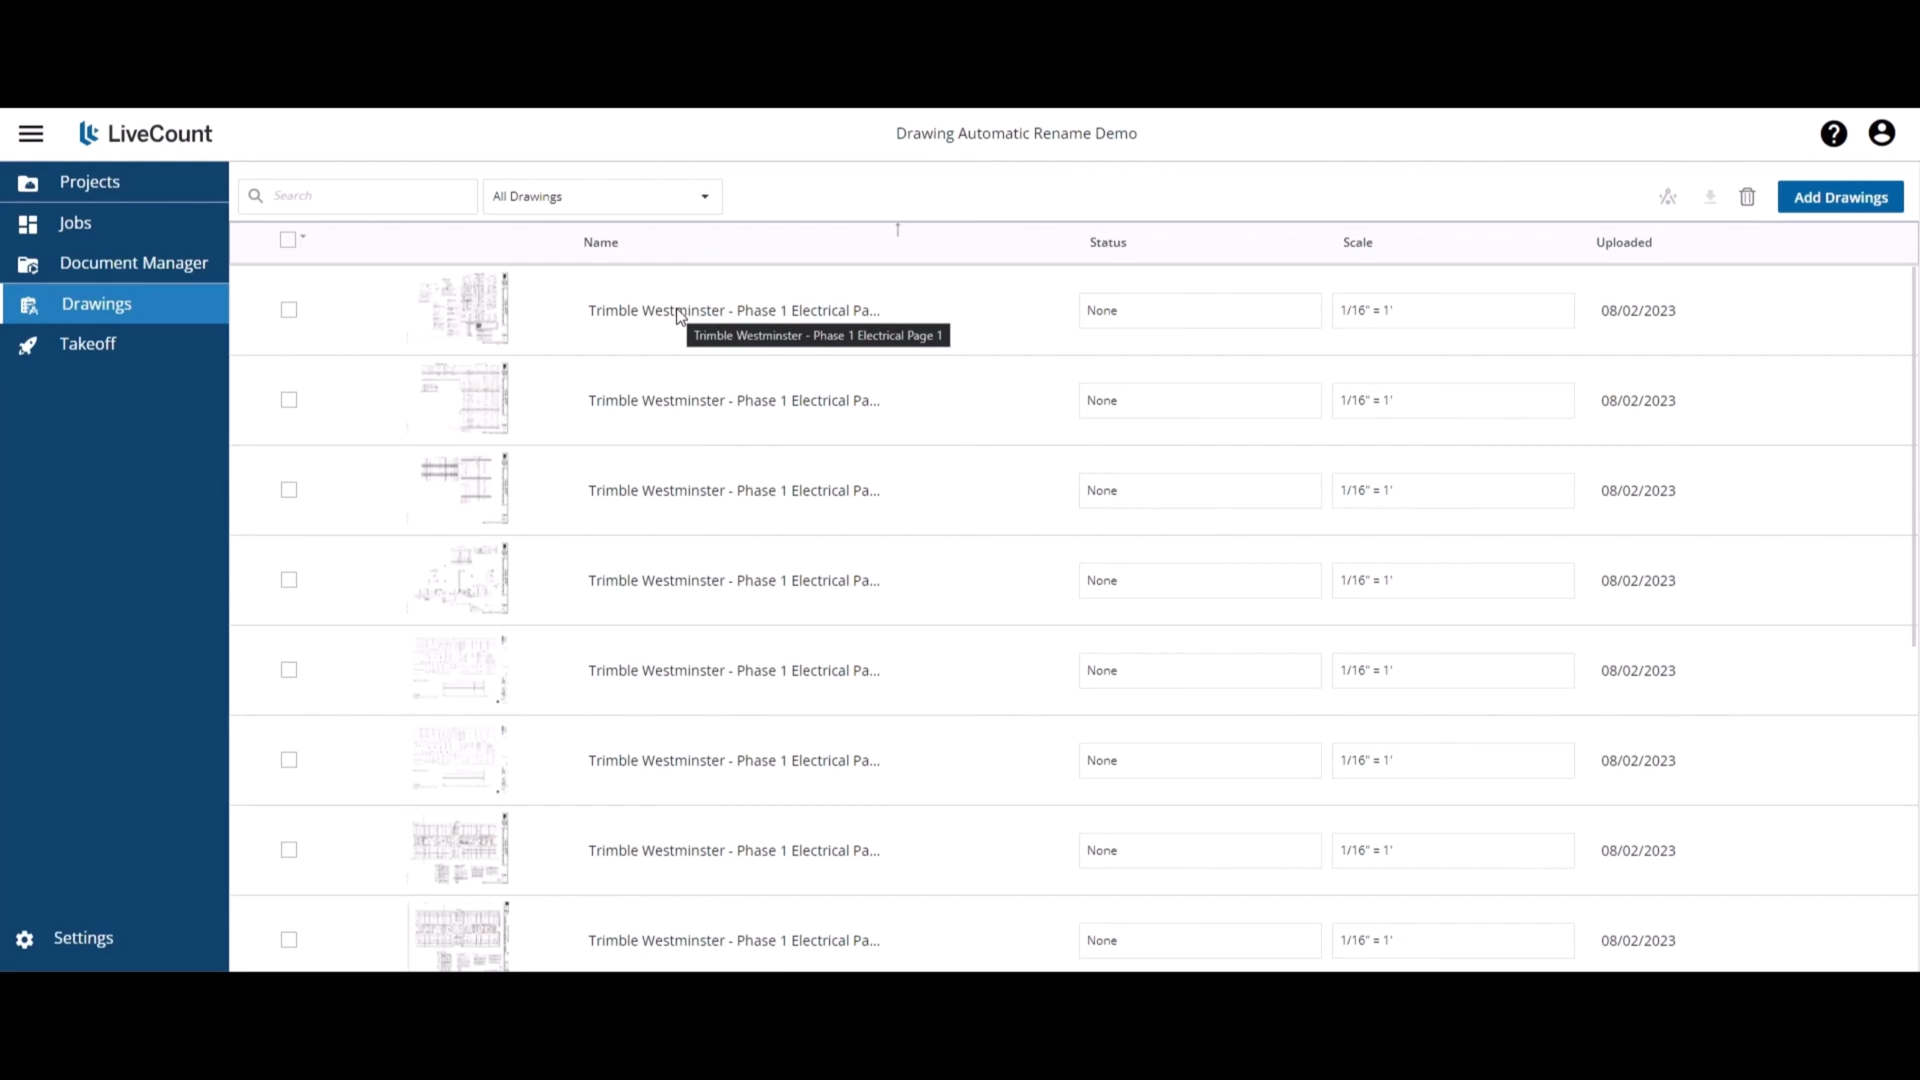 LiveCount
Drawing Automatic Rename Demo
Projects
Jobs
Document Manager
Drawings
Takeoff
Settings
Search
All Drawings
Add Drawings
Name Status Scale Uploaded
Trimble Westminster - Phase 1 Electrical Pa... None 1/16" = 1' 08/02/2023
Trimble Westminster - Phase 1 Electrical Page 1
Trimble Westminster - Phase 1 Electrical Pa... None 1/16" = 1' 08/02/2023
Trimble Westminster - Phase 1 Electrical Pa... None 1/16" = 1' 08/02/2023
Trimble Westminster - Phase 1 Electrical Pa... None 1/16" = 1' 08/02/2023
Trimble Westminster - Phase 1 Electrical Pa... None 1/16" = 1' 08/02/2023
Trimble Westminster - Phase 1 Electrical Pa... None 1/16" = 1' 08/02/2023
Trimble Westminster - Phase 1 Electrical Pa... None 1/16" = 1' 08/02/2023
Trimble Westminster - Phase 1 Electrical Pa... None 1/16" = 1' 08/02/2023